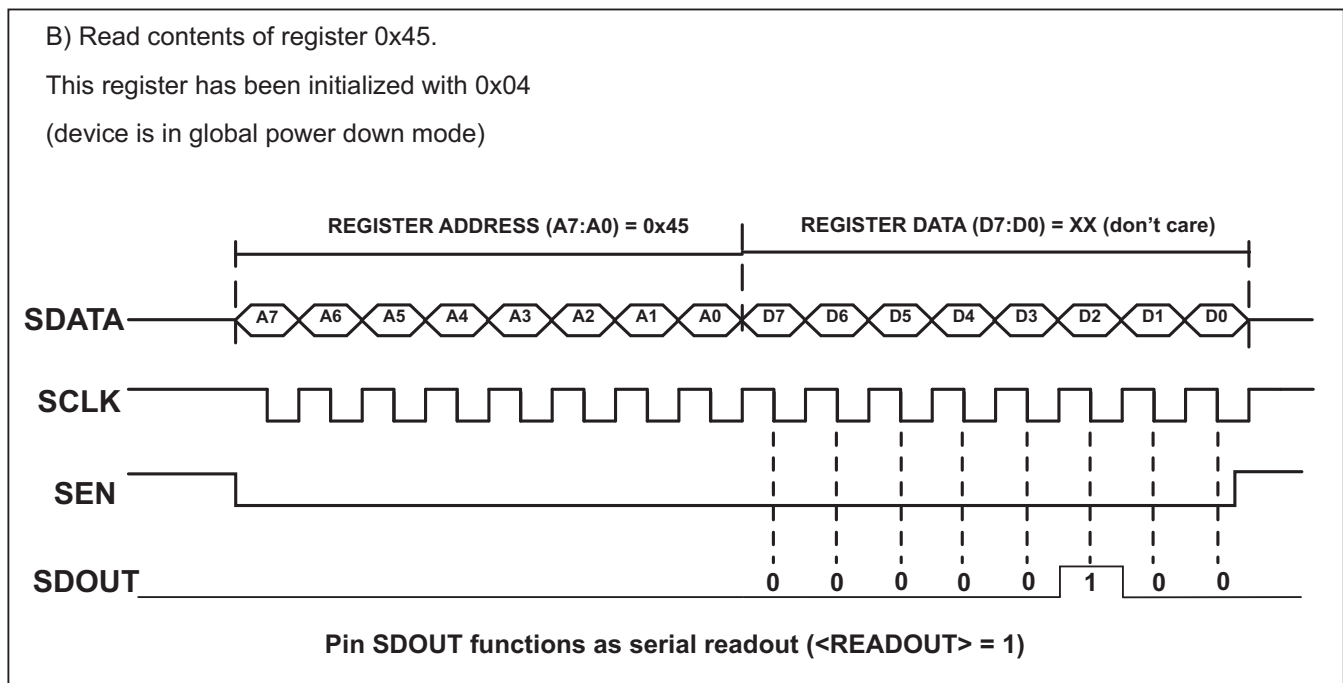 B) Read contents of register 0x45.
This register has been initialized with 0x04
(device is in global power down mode)
REGISTER ADDRESS (A7:A0) = 0x45 REGISTER DATA (D7:D0) = XX (don't care)
SDATA A7 A6 A5 A4 A3 A2 A1 A0 D7 D6 D5 D4 D3 D2 D1 D0
SCLK
SEN
SDOUT 0 0 0 0 0 1 0 0
Pin SDOUT functions as serial readout (<READOUT> = 1)